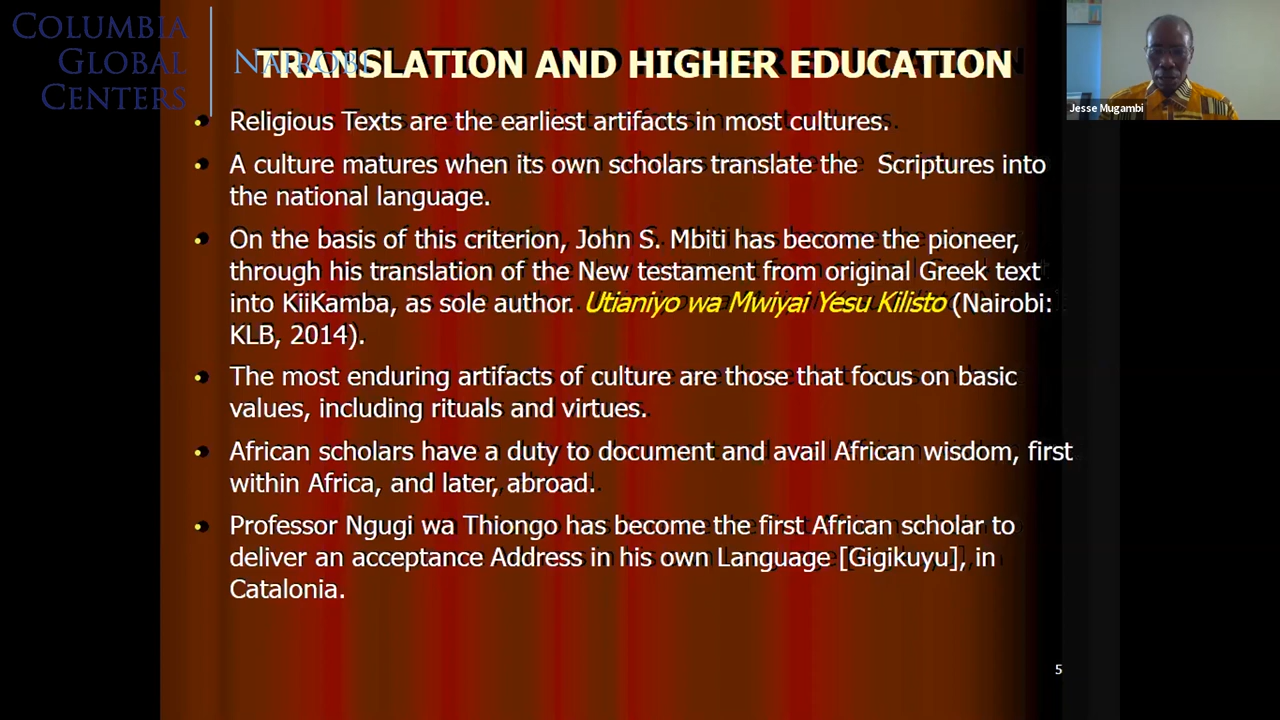 COLUMBIA
GLOBAL
CENTERS
NAIROBI
TRANSLATION AND HIGHER EDUCATION
Jesse Mugambi
Religious Texts are the earliest artifacts in most cultures.
A culture matures when its own scholars translate the Scriptures into
the national language.
On the basis of this criterion, John S. Mbiti has become the pioneer,
through his translation of the New testament from original Greek text
into KiiKamba, as sole author. Utianiyo wa Mwiyai Yesu Kilisto (Nairobi:
KLB, 2014).
The most enduring artifacts of culture are those that focus on basic
values, including rituals and virtues.
African scholars have a duty to document and avail African wisdom, first
within Africa, and later, abroad.
Professor Ngugi wa Thiongo has become the first African scholar to
deliver an acceptance Address in his own Language [Gigikuyu], in
Catalonia.
5